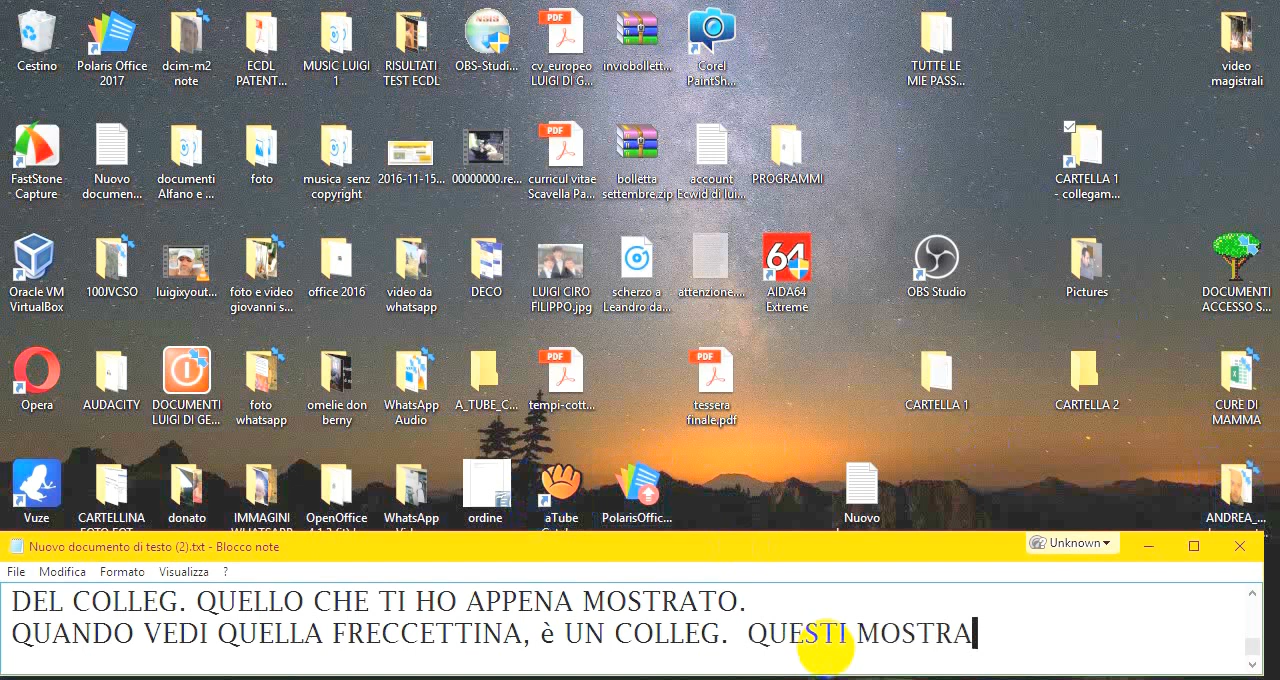 Cestino
Polaris Office
2017
dcim-m2
note
ECDL
PATENT...
MUSIC LUIGI
1
RISULTATI
TEST ECDL
OBS-Studi...
cv_europeo
LUIGI DI G...
inviobollett...
Corel
PaintSh...
TUTTE LE
MIE PASS...
video
magistrali
FastStone
Capture
Nuovo
documen...
documenti
Alfano e ...
foto
musica senz
copyright
2016-11-15...
00000000.re...
curricul vitae
Scavella Pa...
bolletta
settembre.zip
account
Ecwid di lui...
PROGRAMMI
CARTELLA 1
- collegam...
Oracle VM
VirtualBox
100JVCSO
luigixyout...
foto e video
giovanni s...
office 2016
video da
whatsapp
DECO
LUIGI CIRO
FILIPPO.jpg
scherzo a
Leandro da...
attenzione....
64
AIDA64
Extreme
OBS Studio
Pictures
DOCUMENTI
ACCESSO S...
Opera
AUDACITY
DOCUMENTI
LUIGI DI GE...
foto
whatsapp
omelie don
berny
WhatsApp
Audio
A_TUBE_C...
tempi-cott...
tessera
finale.pdf
CARTELLA 1
CARTELLA 2
CURE DI
MAMMA
Vuze
CARTELLINA
donato
IMMAGINI
WHATSAPP
OpenOffice
WhatsApp
ordine
aTube
PolarisOffic...
Nuovo
ANDREA_...
Nuovo documento di testo (2).txt - Blocco note
Unknown
File Modifica Formato Visualizza ?
DEL COLLEG. QUELLO CHE TI HO APPENA MOSTRATO.
QUANDO VEDI QUELLA FRECCETTINA, è UN COLLEG.  QUESTI MOSTRA